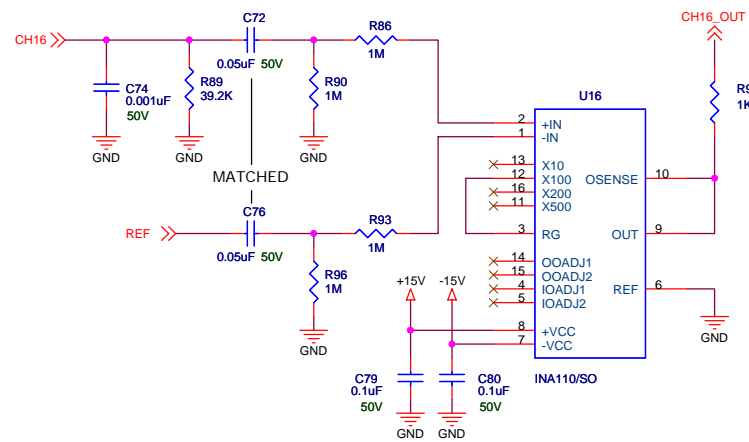 CH16_OUT
C72
R86
CH16
0.05uF 50V
1M
C74
0.001uF
50V
R89
39.2K
R90
1M
U16
1K
GND
GND
GND
2 +IN
1 -IN
MATCHED
13 X10
12 X100
16 X200
11 X500
OSENSE 10
REF
C76
R93
0.05uF 50V
1M
3 RG
OUT 9
R96
1M
14 OOADJ1
15 OOADJ2
4 IOADJ1
5 IOADJ2
REF 6
+15V
-15V
8 +VCC
7 -VCC
GND
GND
C79
0.1uF
50V
C80
0.1uF
50V
INA110/SO
GND
GND